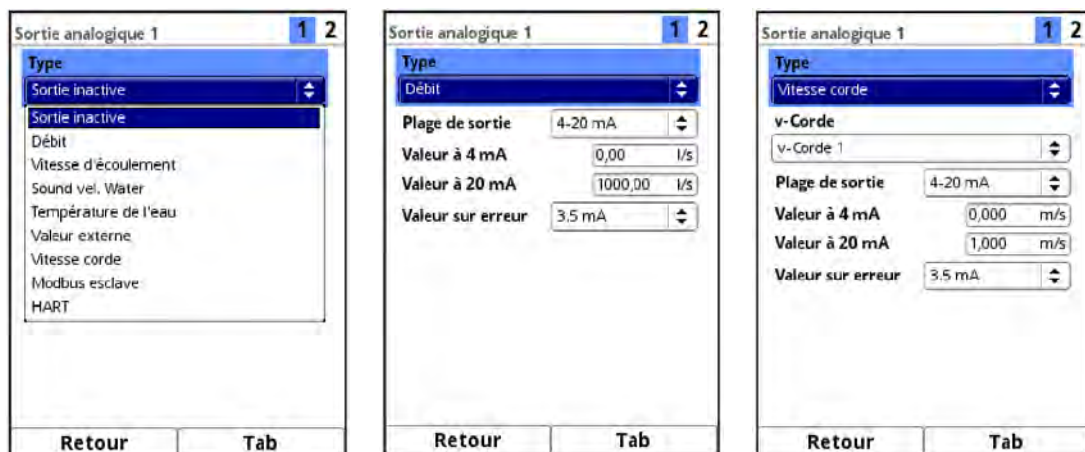 Sortie analogique 1 1 2
Type
Sortie inactive
Sortie inactive
Débit
Vitesse d'écoulement
Sound vel. Water
Température de l'eau
Valeur externe
Vitesse corde
Modbus esclave
HART
Retour Tab
Sortie analogique 1 1 2
Type
Débit
Plage de sortie 4-20 mA
Valeur à 4 mA 0,00 l/s
Valeur à 20 mA 1000,00 l/s
Valeur sur erreur 3.5 mA
Retour Tab
Sortie analogique 1 1 2
Type
Vitesse corde
v-Corde
v-Corde 1
Plage de sortie 4-20 mA
Valeur à 4 mA 0,000 m/s
Valeur à 20 mA 1,000 m/s
Valeur sur erreur 3.5 mA
Retour Tab